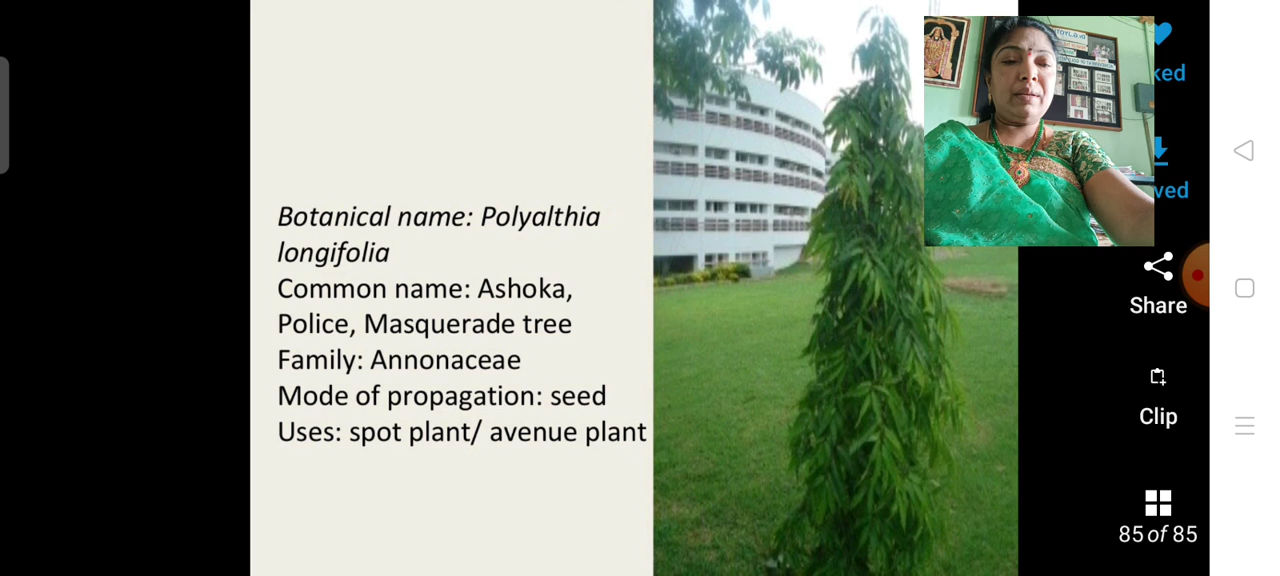 Botanical name: Polyalthia
longifolia
Common name: Ashoka,
Police, Masquerade tree
Family: Annonaceae
Mode of propagation: seed
Uses: spot plant/ avenue plant
ked
ved
Share
Clip
85 of 85